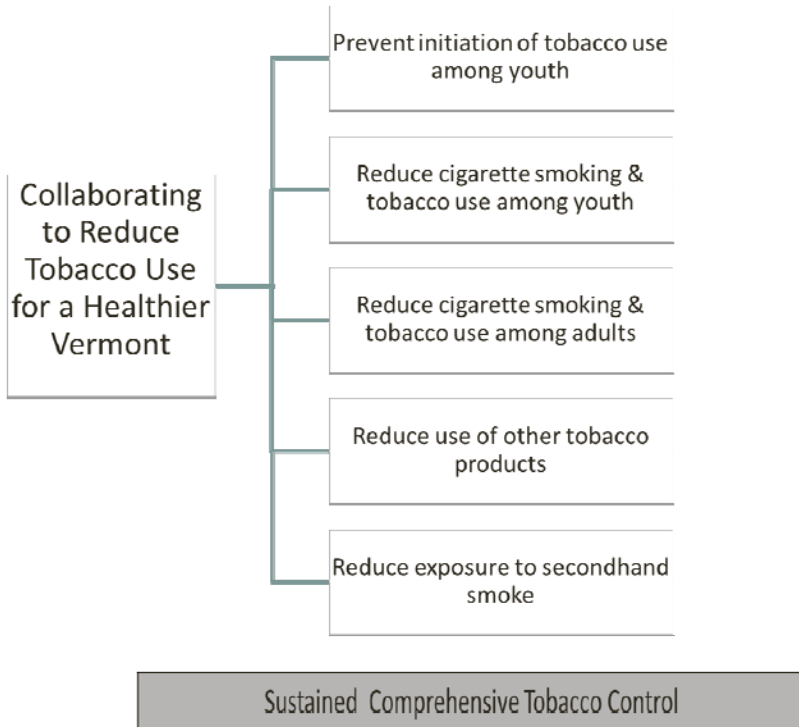 Collaborating
to Reduce
Tobacco Use
for a Healthier
Vermont
Prevent initiation of tobacco use
among youth
Reduce cigarette smoking &
tobacco use among youth
Reduce cigarette smoking &
tobacco use among adults
Reduce use of other tobacco
products
Reduce exposure to secondhand
smoke
Sustained Comprehensive Tobacco Control